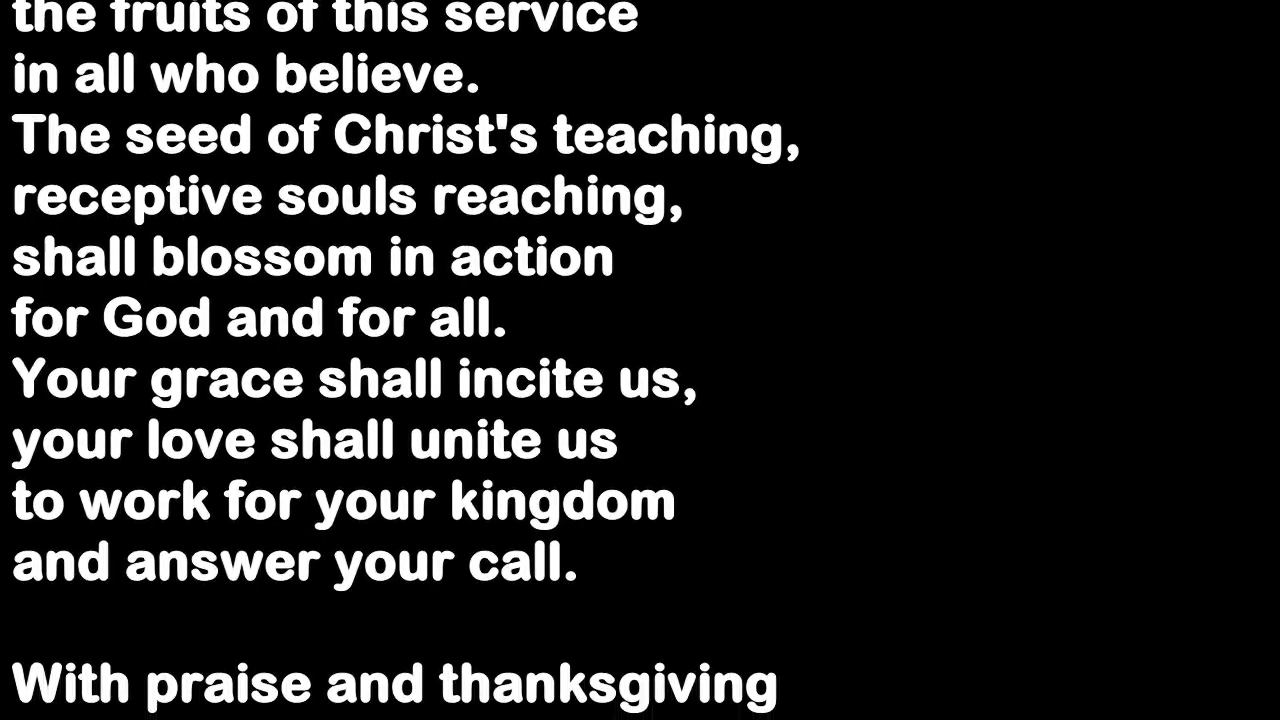 the fruits of this service
in all who believe.
The seed of Christ's teaching,
receptive souls reaching,
shall blossom in action
for God and for all.
Your grace shall incite us,
your love shall unite us
to work for your kingdom
and answer your call.

With praise and thanksgiving